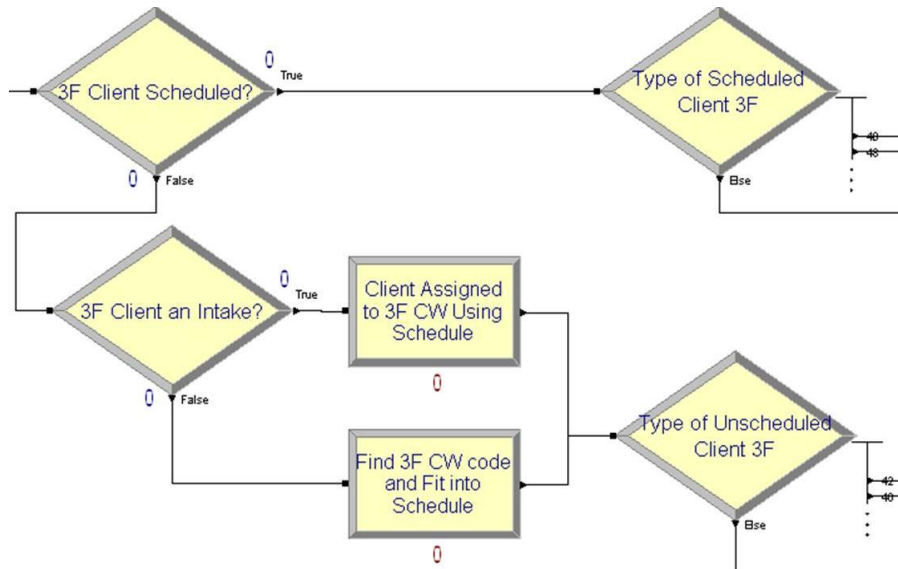 0
True
3F Client Scheduled?
Type of Scheduled
Client 3F
40
48
0
False
Else
0
True
3F Client an Intake?
Client Assigned
to 3F CW Using
Schedule
0
0
False
Type of Unscheduled
Client 3F
Find 3F CW code
and Fit into
Schedule
42
40
0
Else